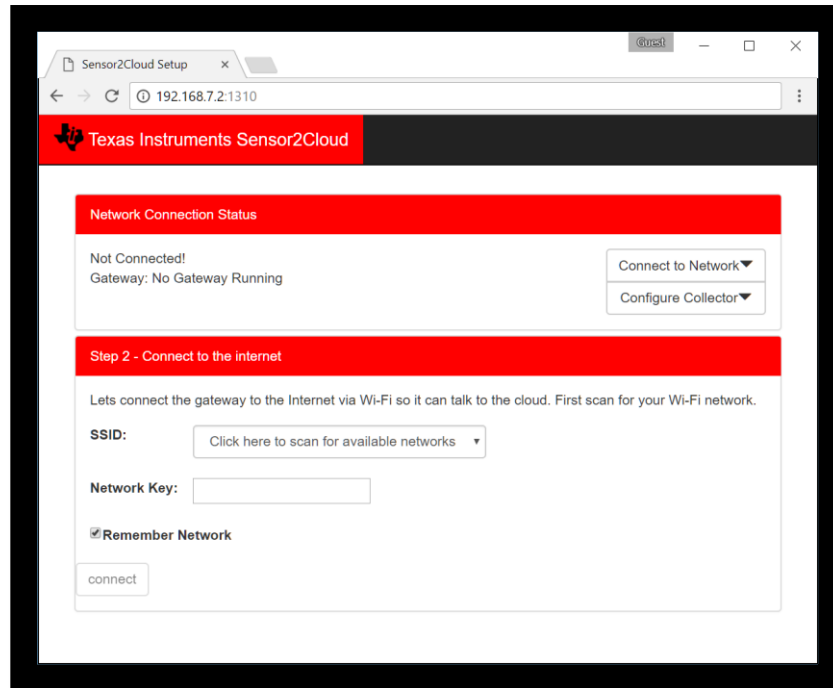 Guest
Sensor2Cloud Setup
192.168.7.2:1310
Texas Instruments Sensor2Cloud
Network Connection Status
Not Connected!
Gateway: No Gateway Running
Connect to Network
Configure Collector
Step 2 - Connect to the internet
Lets connect the gateway to the Internet via Wi-Fi so it can talk to the cloud. First scan for your Wi-Fi network.
SSID: Click here to scan for available networks
Network Key:
Remember Network
connect